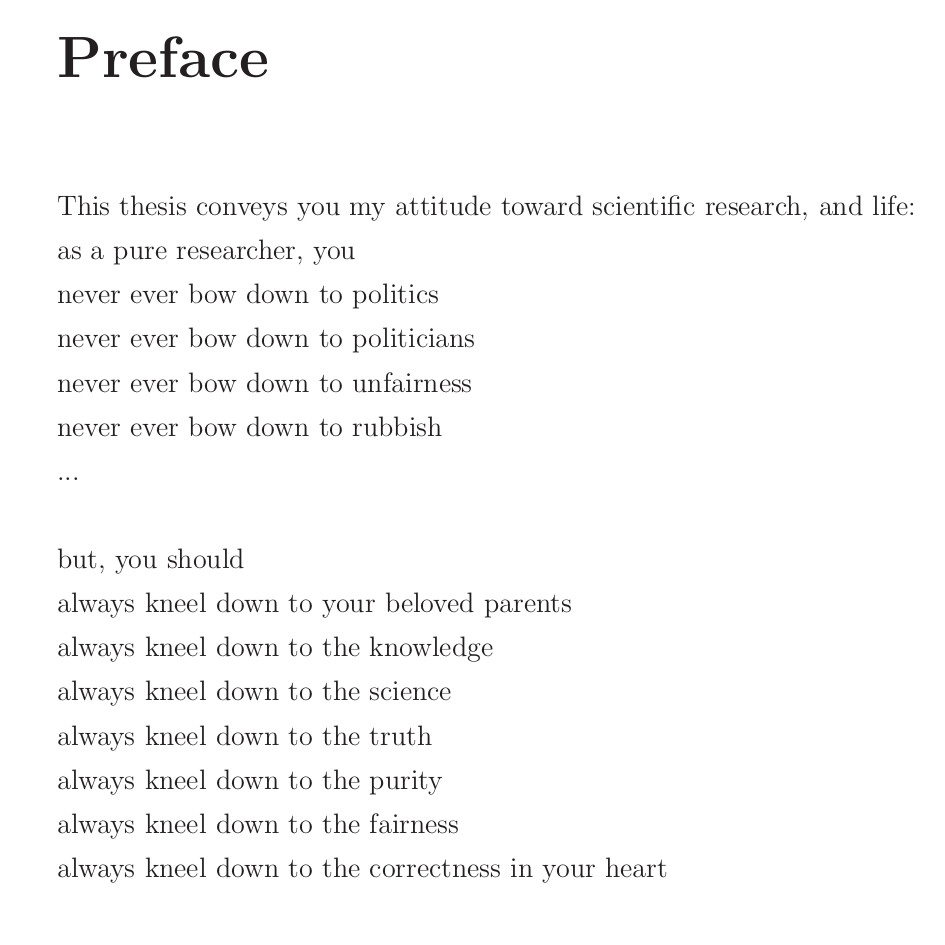 Preface
This thesis conveys you my attitude toward scientific research, and life:
as a pure researcher, you
never ever bow down to politics
never ever bow down to politicians
never ever bow down to unfairness
never ever bow down to rubbish
...
but, you should
always kneel down to your beloved parents
always kneel down to the knowledge
always kneel down to the science
always kneel down to the truth
always kneel down to the purity
always kneel down to the fairness
always kneel down to the correctness in your heart